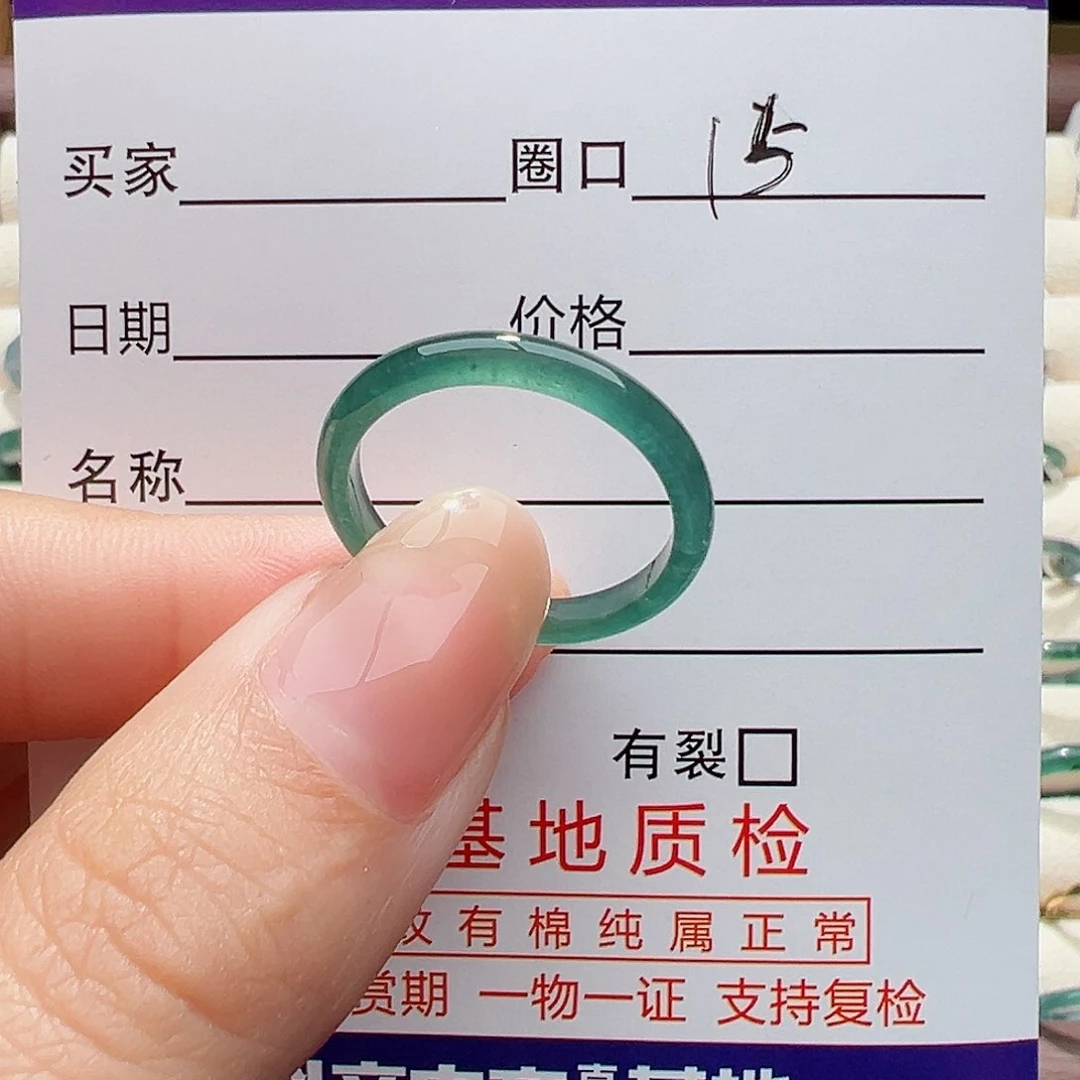 买家 圈口 15
日期 价格
名称
有裂□
基地质检
纹有棉纯属正常
赏期 一物一证 支持复检